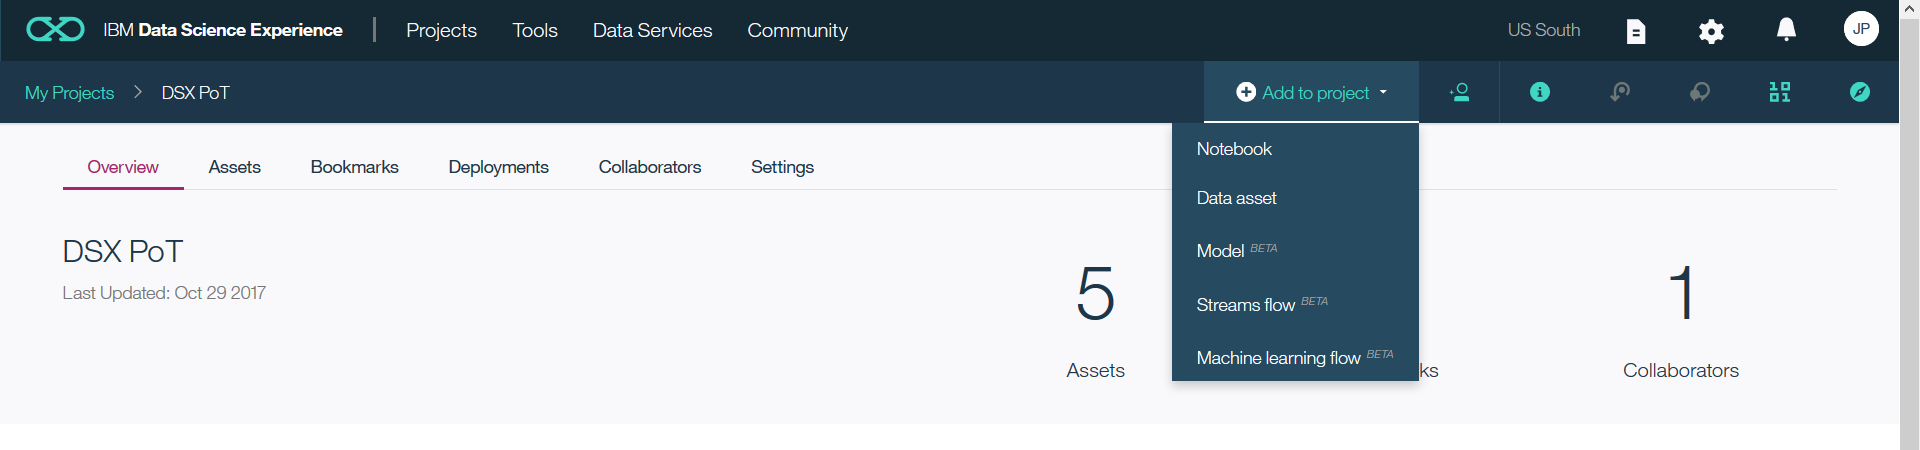 IBM Data Science Experience Projects Tools Data Services Community US South JP
My Projects > DSX PoT Add to project
Notebook
Data asset
Model BETA
Streams flow BETA
Machine learning flow BETA
Overview Assets Bookmarks Deployments Collaborators Settings
DSX PoT
Last Updated: Oct 29 2017
5
Assets
ks
1
Collaborators